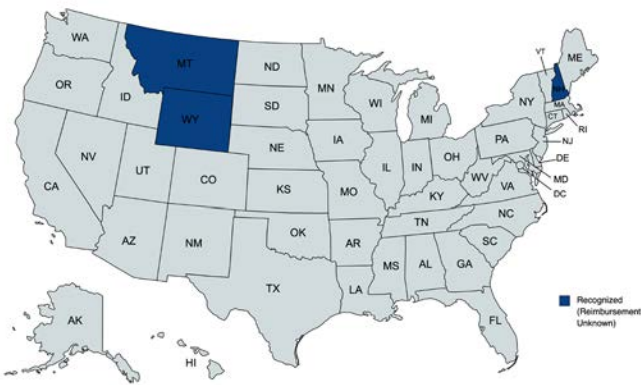 WA
MT
ND
MN
VT
ME
OR
ID
SD
WI
NY
NH
MA
WY
MI
CT
RI
IA
PA
NJ
NE
NV
OH
DE
UT
IL
IN
MD
CA
CO
WV
VA
DC
KS
MO
KY
NC
TN
OK
AZ
NM
AR
SC
MS
AL
GA
TX
LA
Recognized
(Reimbursement
Unknown)
AK
FL
HI